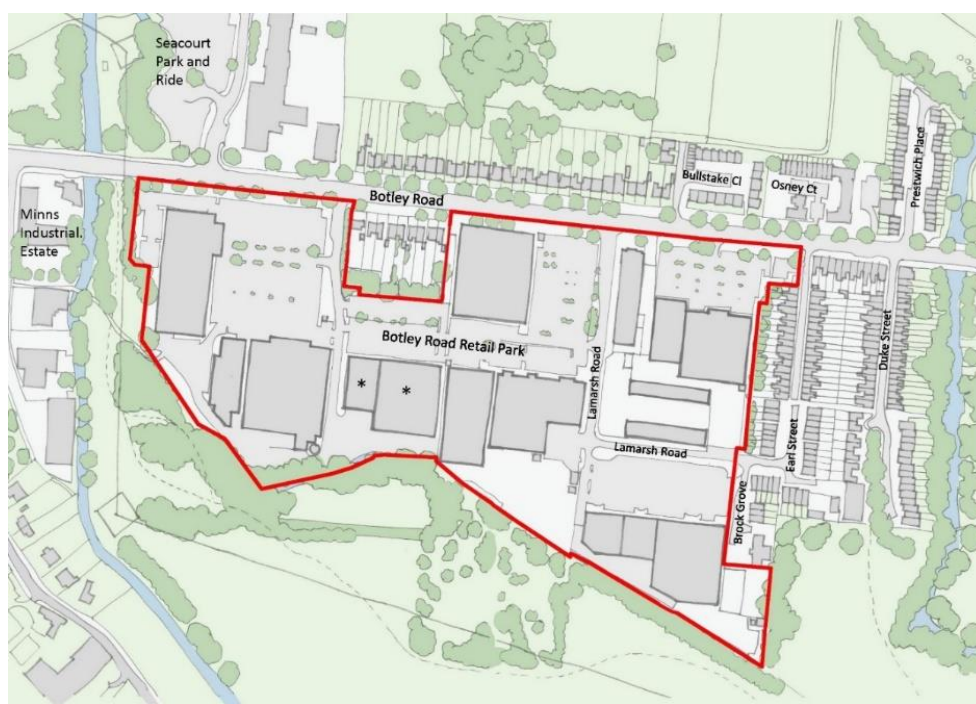 Seacourt
Park and
Ride
Prestwich Place
Bullstake Cl
Osney Ct
Botley Road
Minns
Industrial.
Estate
Botley Road Retail Park
Duke Street
Lamarsh Road
*
*
Earl Street
Lamarsh Road
Brock Grove